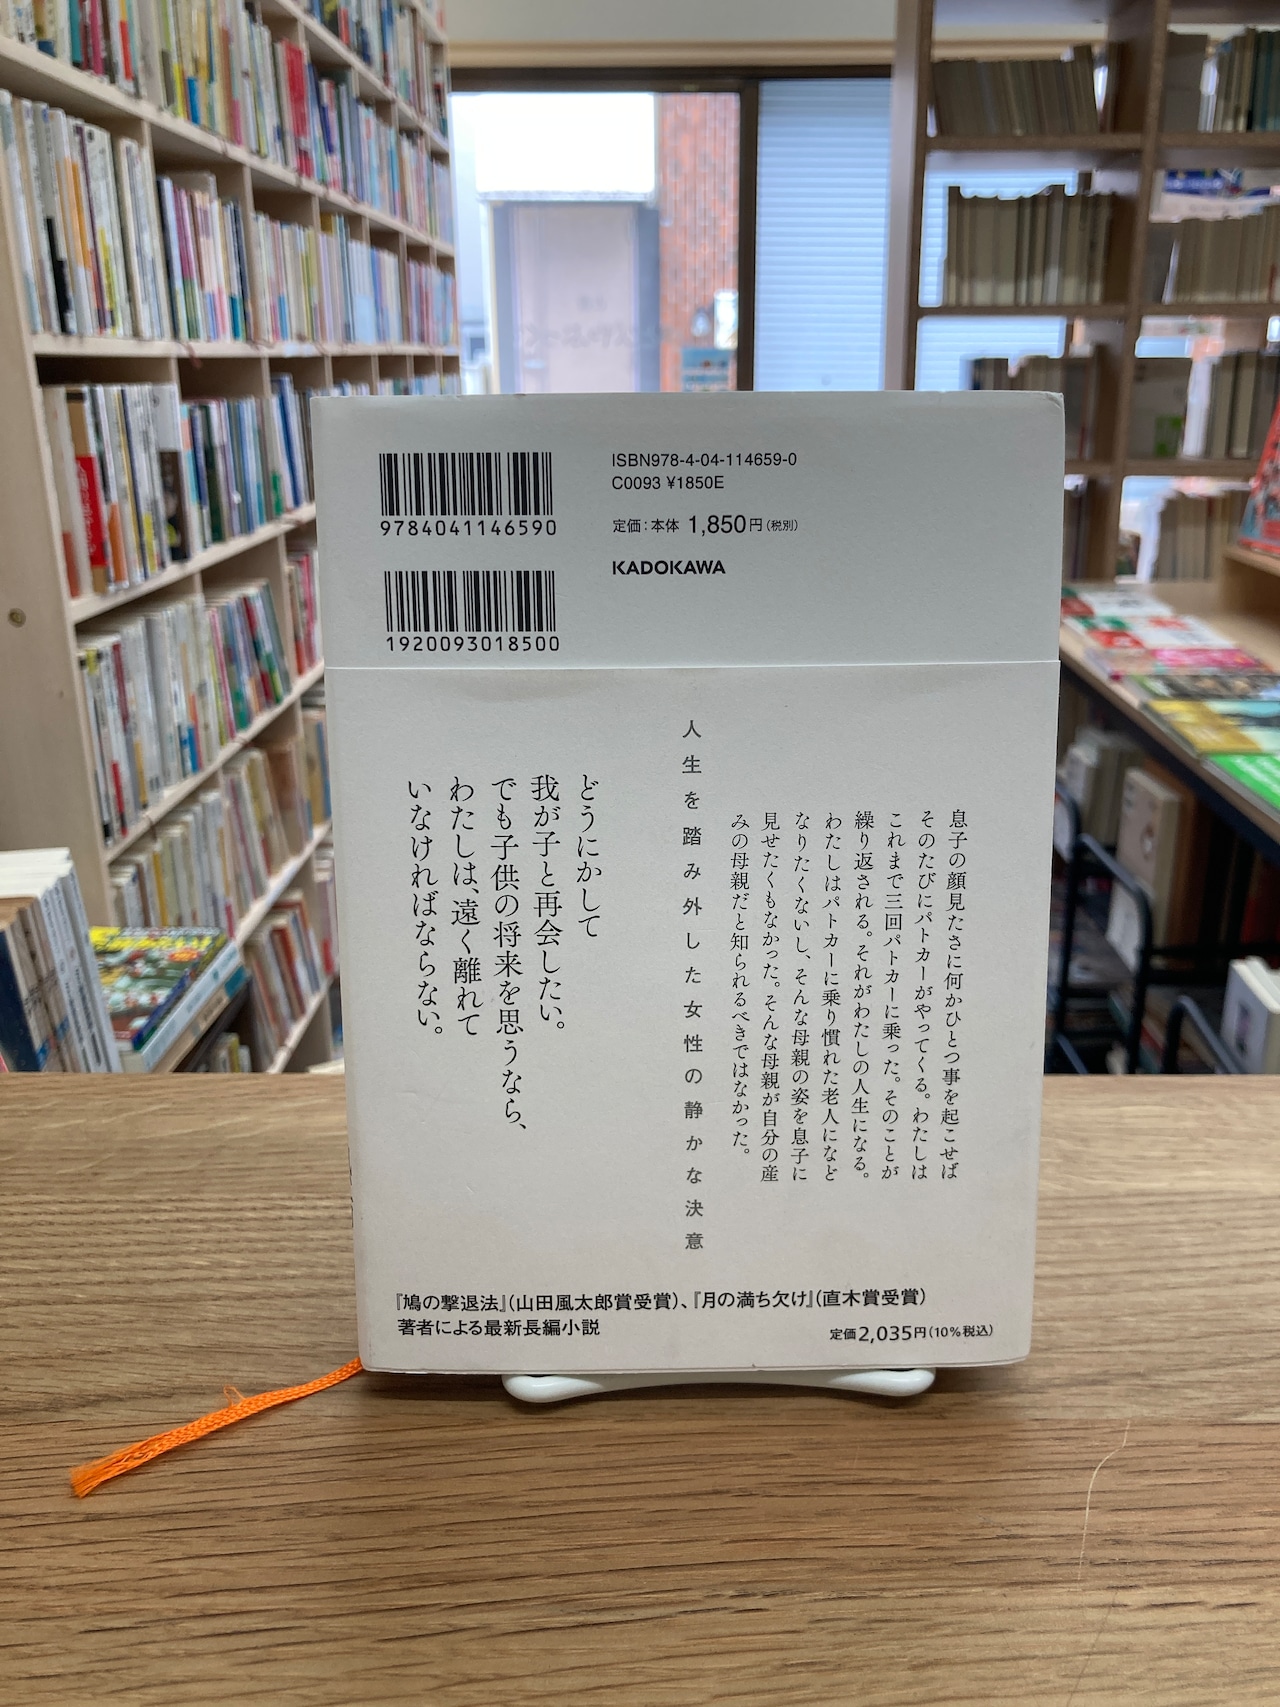 9784041146590
1920093018500
ISBN978-4-04-114659-0
C0093 ¥1850E
定価：本体 1,850円（税別）
KADOKAWA
息子の顔見たさに何かひとつ事を起こせば
そのたびにパトカーがやってくる。わたしは
これまで三回パトカーに乗った。そのことが
繰り返される。それがわたしの人生になる。
わたしはパトカーに乗り慣れた老人になど
なりたくないし、そんな母親の姿を息子に
見せたくもなかった。そんな母親が自分の産
みの母親だと知られるべきではなかった。
人生を踏み外した女性の静かな決意
どうにかして
我が子と再会したい。
でも子供の将来を思うなら、
わたしは、遠く離れて
いなければならない。
『鳩の撃退法』（山田風太郎賞受賞）、『月の満ち欠け』（直木賞受賞）
著者による最新長編小説
定価2,035円（10％税込）